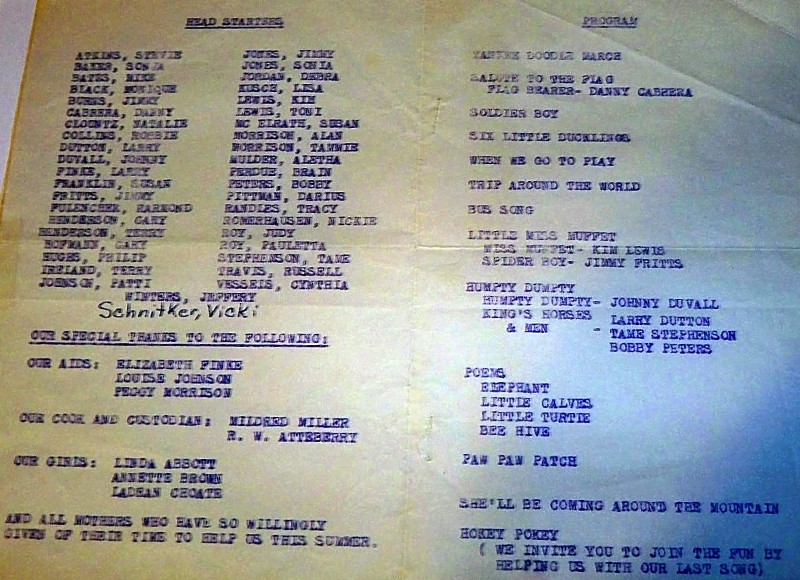 HEAD STARTERS
ATKINS, STEVIE
BAKER, SONJA
BATES, MIKE
BLACK, MONIQUE
BURNS, JIMMY
CABRERA, DANNY
CLOUNTZ, NATALIE
COLLINS, ROBBIE
DUTTON, LARRY
DUVALL, JOHNNY
FINKE, LARRY
FRANKLIN, SUSAN
FRITTS, JIMMY
FULENCHEK, RAYMOND
HENDERSON, GARY
HENDERSON, TERRY
HOFMANN, GARY
HUGHS, PHILIP
IRELAND, TERRY
JOHNSON, PATTI
JONES, JIMMY
JONES, SONIA
JORDAN, DEBRA
KUSCH, LISA
LEWIS, KIM
LEWIS, TONI
MC ELRATH, SUSAN
MORRISON, ALAN
MORRISON, TAMMIE
MULDER, ALETHA
PERDUE, BRAIN
PETERS, BOBBY
PITTMAN, DARIUS
RANDLES, TRACY
ROMERHAUSEN, NICKIE
ROY, JUDY
ROY, PAULETTA
STEPHENSON, TAME
TRAVIS, RUSSELL
VESSELS, CYNTHIA
WINTERS, JEFFERY
Schnitker, Vicki
OUR SPECIAL THANKS TO THE FOLLOWING:
OUR AIDS: ELIZABETH FINKE
LOUISE JOHNSON
PEGGY MORRISON
OUR COOK AND CUSTODIAN: MILDRED MILLER
R. W. ATTEBERRY
OUR GIRLS: LINDA ABBOTT
ANNETTE BROWN
LADEAN CHOATE
AND ALL MOTHERS WHO HAVE SO WILLINGLY
GIVEN OF THEIR TIME TO HELP US THIS SUMMER.
PROGRAM
YANKEE DOODLE MARCH
SALUTE TO THE FLAG
FLAG BEARER- DANNY CABRERA
SOLDIER BOY
SIX LITTLE DUCKLINGS
WHEN WE GO TO PLAY
TRIP AROUND THE WORLD
BUS SONG
LITTLE MISS MUFFET
MISS MUFFET- KIM LEWIS
SPIDER BOY- JIMMY FRITTS
HUMPTY DUMPTY
HUMPTY DUMPTY- JOHNNY DUVALL
KING'S HORSES LARRY DUTTON
& MEN - TAME STEPHENSON
BOBBY PETERS
POEMS
ELEPHANT
LITTLE CALVES
LITTLE TURTLE
BEE HIVE
PAW PAW PATCH
SHE'LL BE COMING AROUND THE MOUNTAIN
HOKEY POKEY
( WE INVITE YOU TO JOIN THE FUN BY
HELPING US WITH OUR LAST SONG)